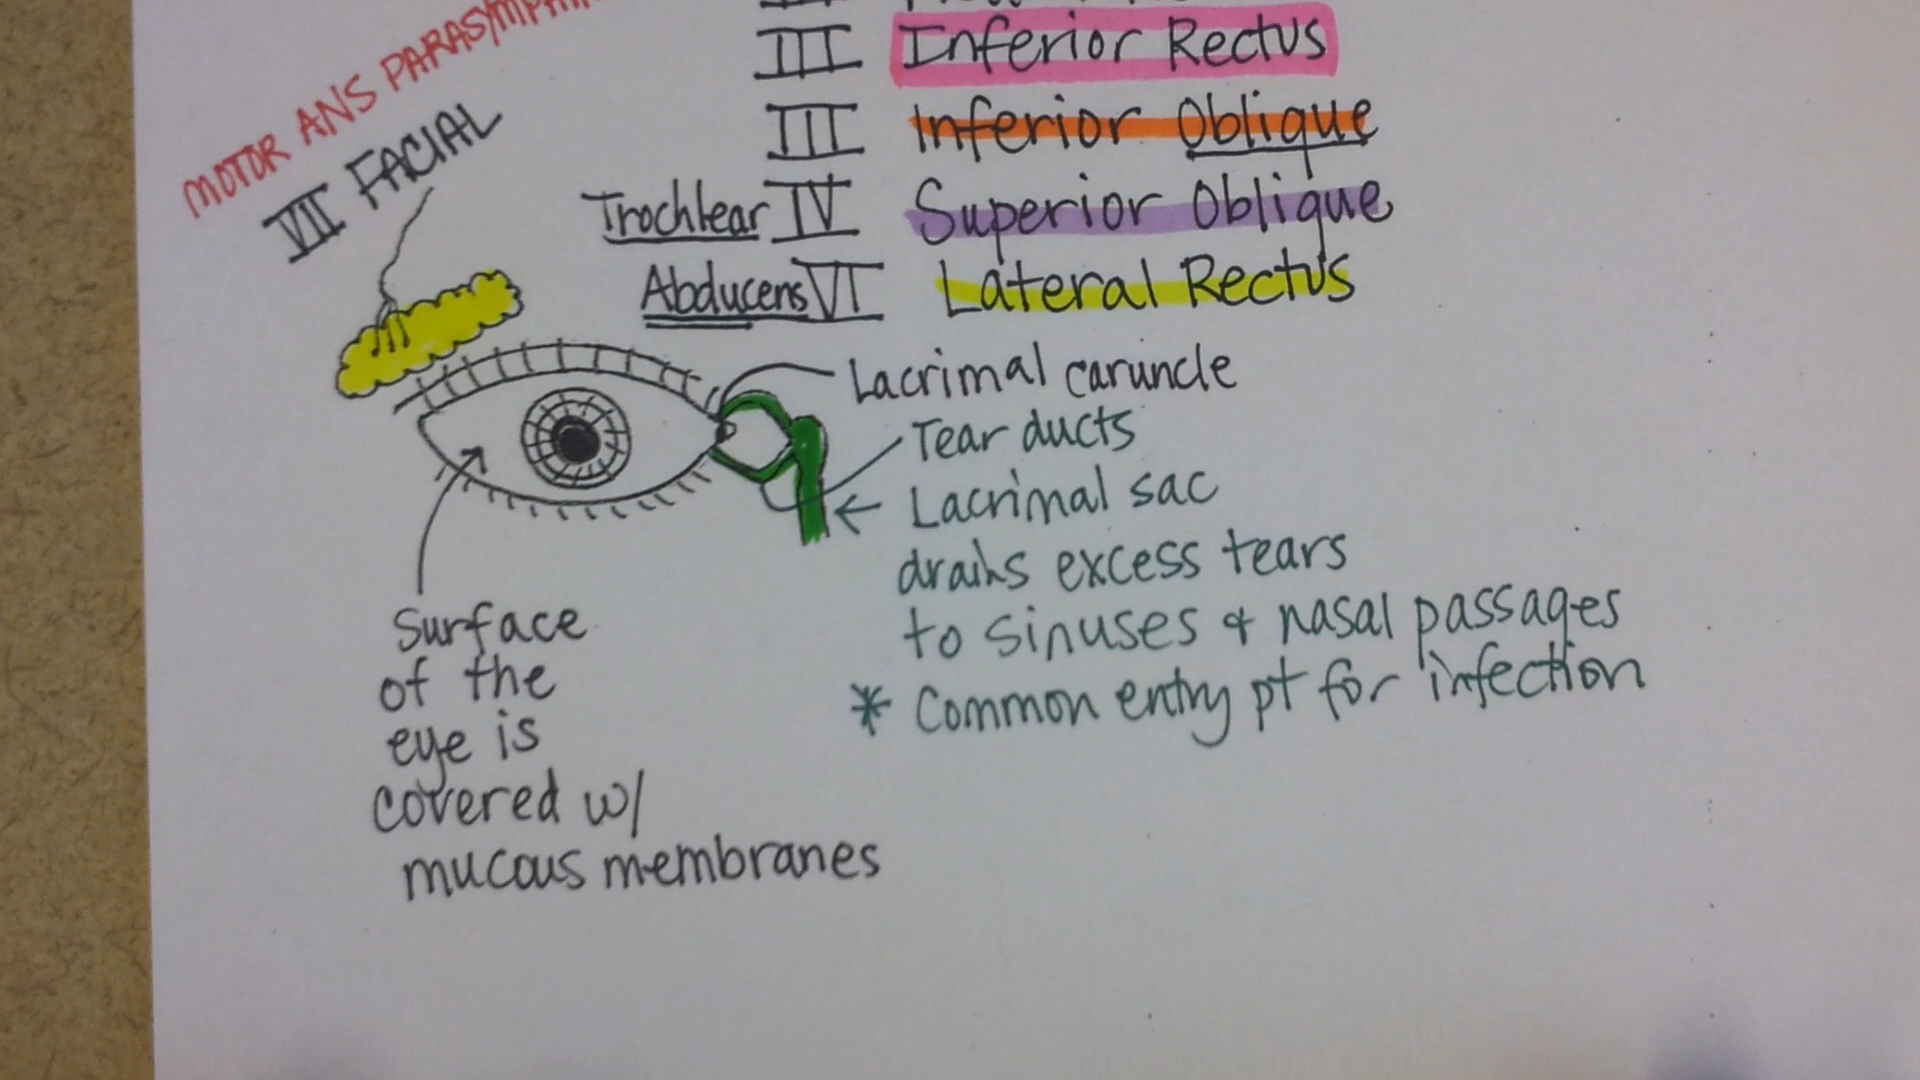 MOTOR ANS
VII FACIAL
III Inferior Rectus
III Inferior Oblique
Trochlear IV Superior Oblique
Abducens VI Lateral Rectus
Lacrimal caruncle
Tear ducts
Lacrimal sac
drains excess tears
to sinuses & nasal passages
* Common entry pt for infection
Surface
of the
eye is
covered w/
mucous membranes